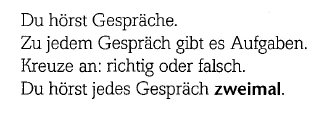 Du hörst Gespräche.
Zu jedem Gespräch gibt es Aufgaben.
Kreuze an: richtig oder falsch.
Du hörst jedes Gespräch zweimal.